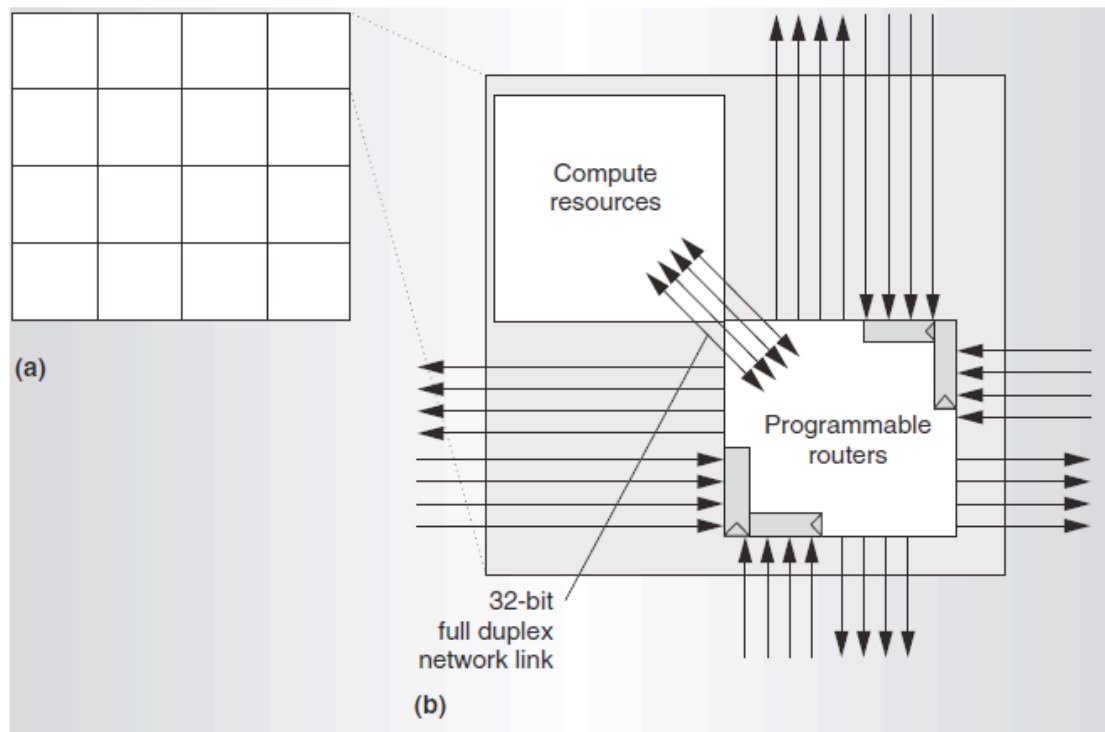 Compute
resources
(a)
Programmable
routers
32-bit
full duplex
network link
(b)